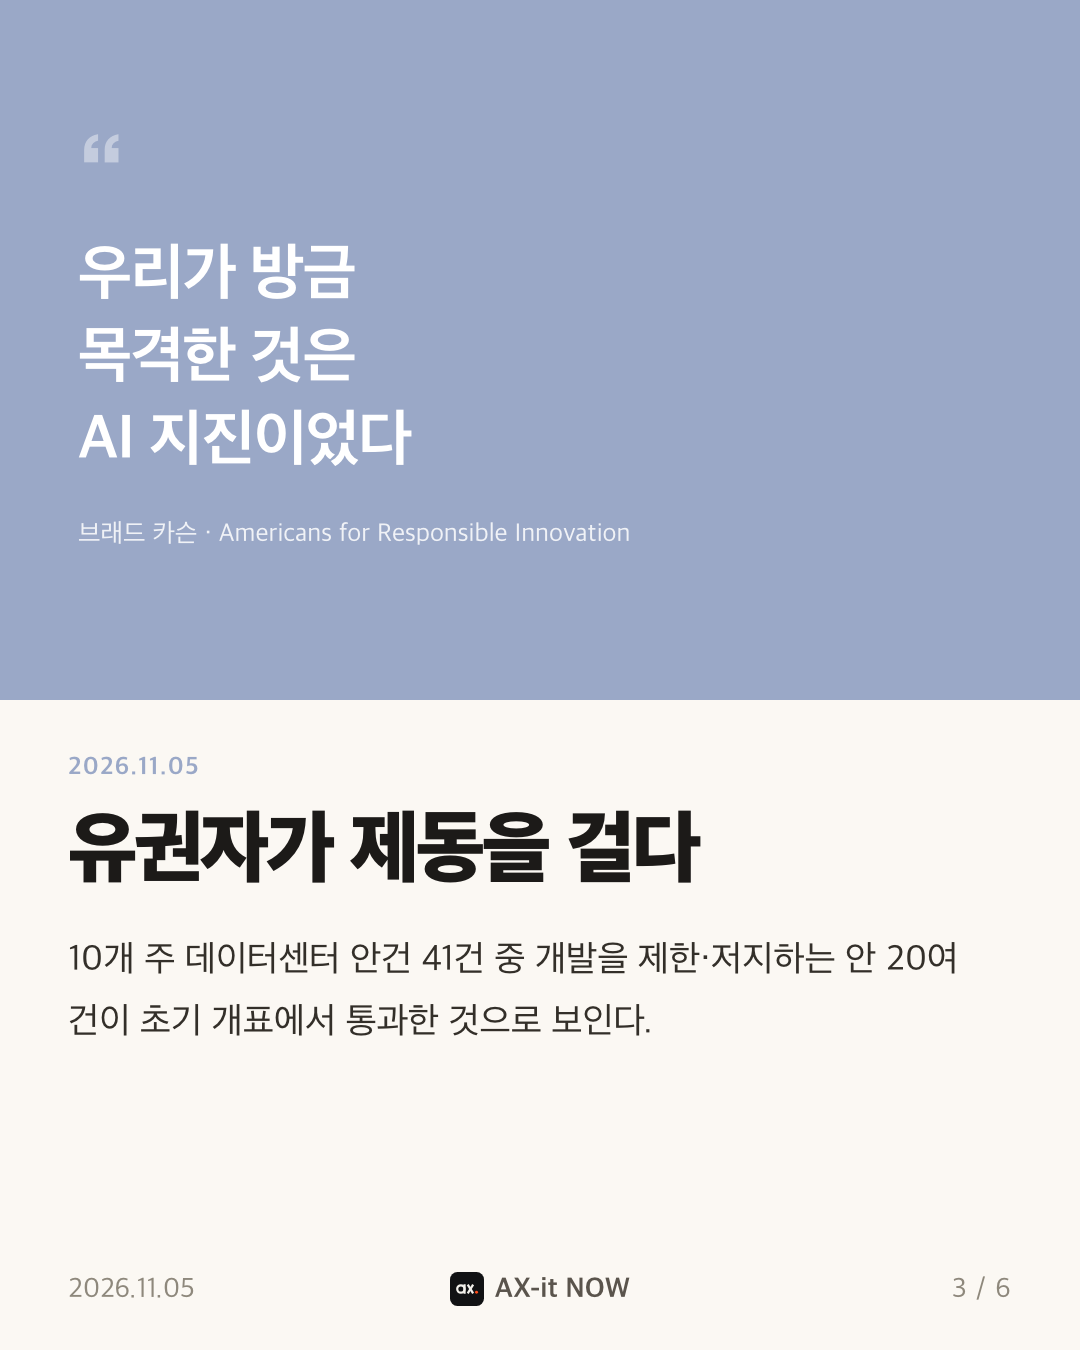 “
우리가 방금
목격한 것은
AI 지진이었다
브래드 카슨 · Americans for Responsible Innovation
2026.11.05
유권자가 제동을 걸다
10개 주 데이터센터 안건 41건 중 개발을 제한·저지하는 안 20여
건이 초기 개표에서 통과한 것으로 보인다.
2026.11.05
ax. AX-it NOW
3 / 6